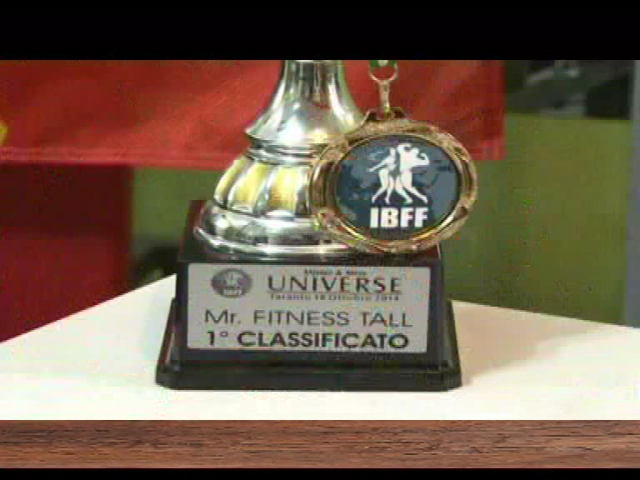 IBFF
UNIVERSE
Taranto 18 Ottobre 2014
Mr. FITNESS TALL
1° CLASSIFICATO